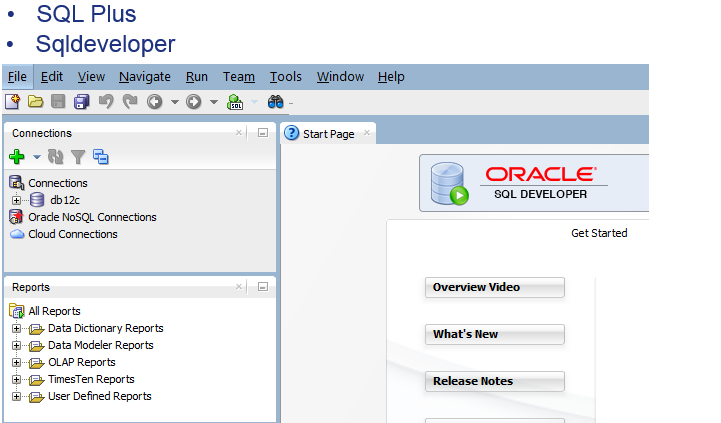 • SQL Plus
• Sqldeveloper
File Edit View Navigate Run Team Tools Window Help
SQL
Connections
Start Page
Connections
db12c
Oracle NoSQL Connections
Cloud Connections
ORACLE
SQL DEVELOPER
Get Started
Overview Video
What's New
Release Notes
Reports
All Reports
Data Dictionary Reports
Data Modeler Reports
OLAP Reports
TimesTen Reports
User Defined Reports